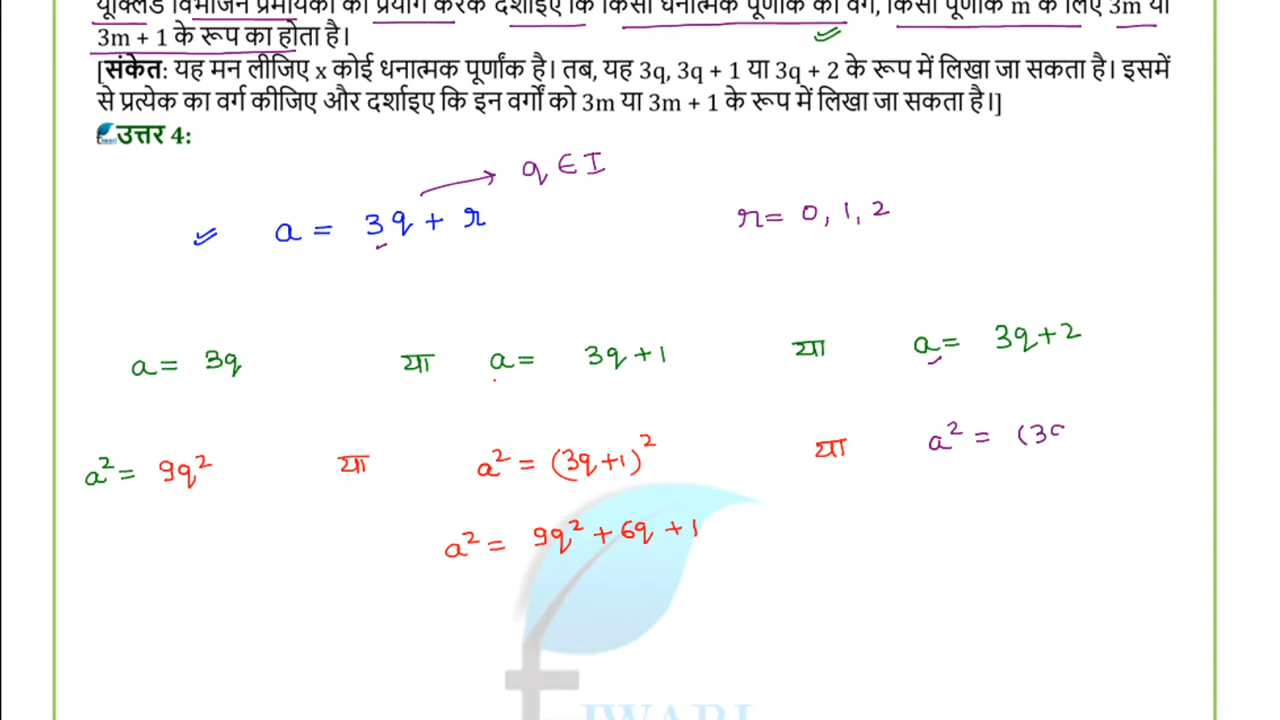 यूक्लिड विभाजन प्रमेयिका का प्रयोग करके दर्शाइए कि किसी धनात्मक पूर्णांक का वर्ग, किसी पूर्णांक m के लिए 3m या
3m + 1 के रूप का होता है।
[संकेत: यह मन लीजिए x कोई धनात्मक पूर्णांक है। तब, यह 3q, 3q + 1 या 3q + 2 के रूप में लिखा जा सकता है। इसमें
से प्रत्येक का वर्ग कीजिए और दर्शाइए कि इन वर्गों को 3m या 3m + 1 के रूप में लिखा जा सकता है।]
उत्तर 4:
q ∈ I
a = 3q + r
r = 0, 1, 2
a = 3q या a = 3q + 1 या a = 3q + 2
a² = 9q² या a² = (3q + 1)² या a² = (3
a² = 9q² + 6q + 1
IWARI